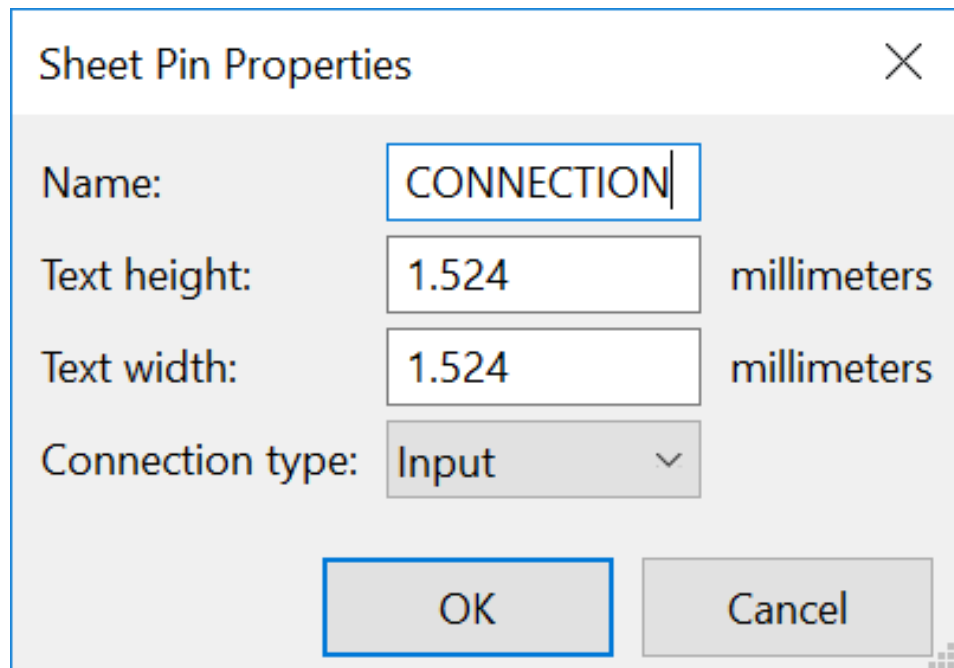 Sheet Pin Properties
Name: CONNECTION
Text height: 1.524 millimeters
Text width: 1.524 millimeters
Connection type: Input
OK Cancel